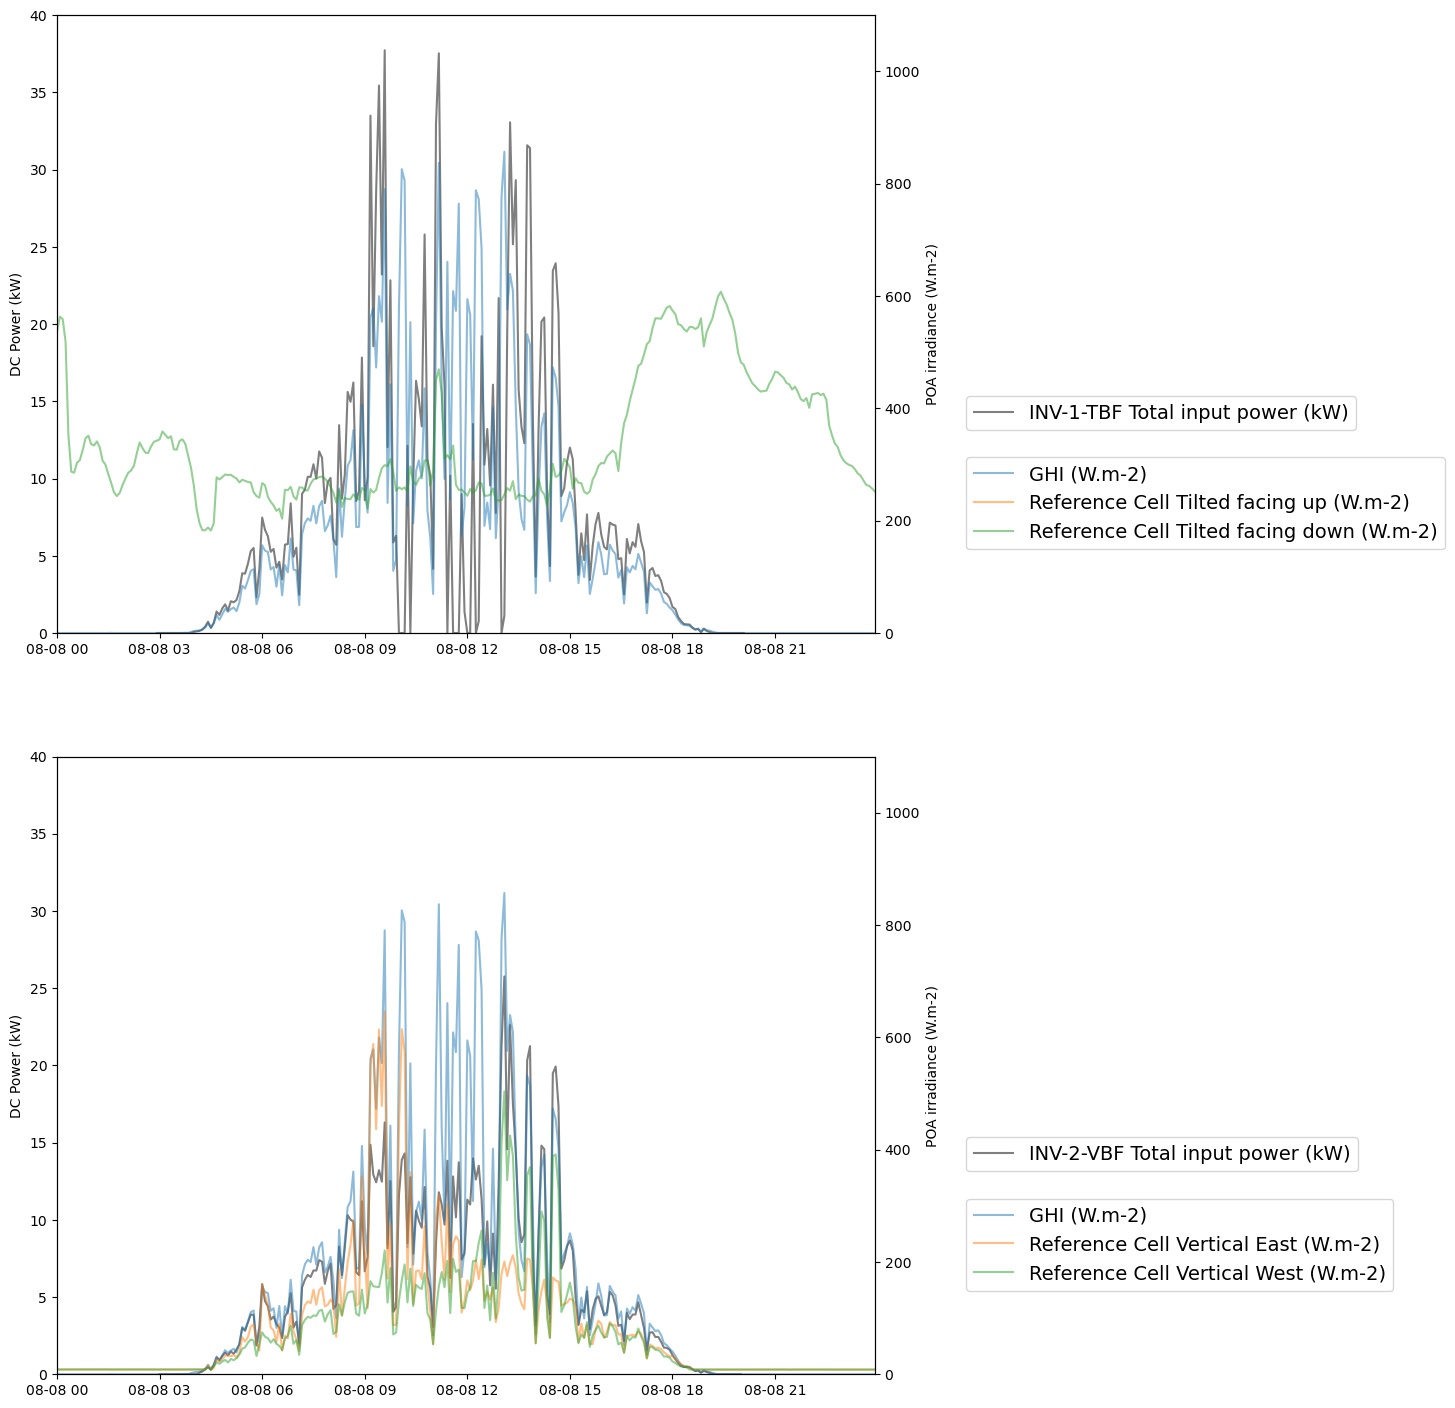 40
35
30
25
20
15
10
5
0
DC Power (kW)
1000
800
600
400
200
0
POA irradiance (W.m-2)
08-08 00 08-08 03 08-08 06 08-08 09 08-08 12 08-08 15 08-08 18 08-08 21
INV-1-TBF Total input power (kW)
GHI (W.m-2)
Reference Cell Tilted facing up (W.m-2)
Reference Cell Tilted facing down (W.m-2)
40
35
30
25
20
15
10
5
0
DC Power (kW)
1000
800
600
400
200
0
POA irradiance (W.m-2)
08-08 00 08-08 03 08-08 06 08-08 09 08-08 12 08-08 15 08-08 18 08-08 21
INV-2-VBF Total input power (kW)
GHI (W.m-2)
Reference Cell Vertical East (W.m-2)
Reference Cell Vertical West (W.m-2)